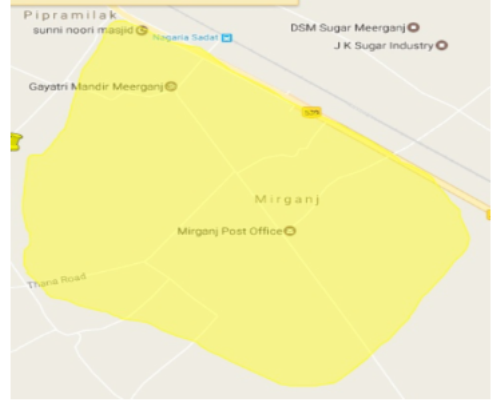 Pipramilak
sunni noori masjid
Nagaria Sadat
DSM Sugar Meerganj
J K Sugar Industry
Gayatri Mandir Meerganj
Mirganj
Mirganj Post Office
Thana Road